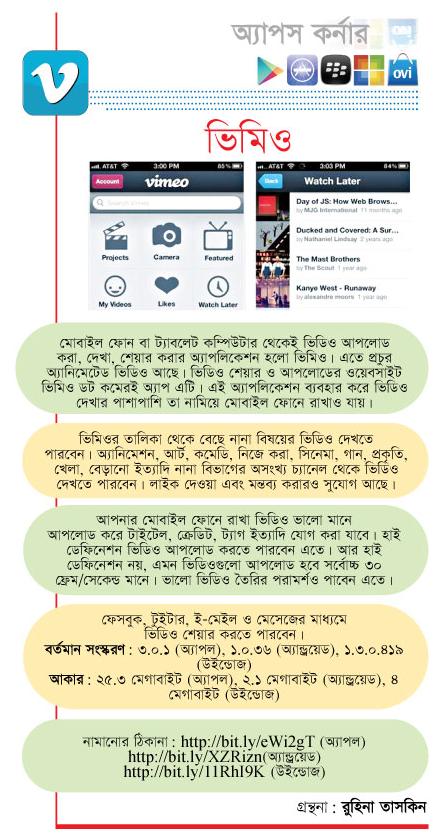 অ্যাপস কর্নার
ovi
ভিমিও
AT&T 3:00 PM 85%
Account vimeo
Search Vimeo
Projects Camera Featured
My Videos Likes Watch Later
AT&T 3:03 PM 84%
Back Watch Later
Day of JS: How Web Brows...
by MJG International 11 months ago
Ducked and Covered: A Sur...
by Nathaniel Lindsay 2 years ago
The Mast Brothers
by The Scout 1 year ago
Kanye West - Runaway
by alexandre moors 1 year ago
মোবাইল ফোন বা ট্যাবলেট কম্পিউটার থেকেই ভিডিও আপলোড
করা, দেখা, শেয়ার করার অ্যাপলিকেশন হলো ভিমিও। এতে প্রচুর
অ্যানিমেটেড ভিডিও আছে। ভিডিও শেয়ার ও আপলোডের ওয়েবসাইট
ভিমিও ডট কমেরই অ্যাপ এটি। এই অ্যাপলিকেশন ব্যবহার করে ভিডিও
দেখার পাশাপাশি তা নামিয়ে মোবাইল ফোনে রাখাও যায়।
ভিমিওর তালিকা থেকে বেছে নানা বিষয়ের ভিডিও দেখতে
পারবেন। অ্যানিমেশন, আর্ট, কমেডি, নিজে করা, সিনেমা, গান, প্রকৃতি,
খেলা, বেড়ানো ইত্যাদি নানা বিভাগের অসংখ্য চ্যানেল থেকে ভিডিও
দেখতে পারবেন। লাইক দেওয়া এবং মন্তব্য করারও সুযোগ আছে।
আপনার মোবাইল ফোনে রাখা ভিডিও ভালো মানে
আপলোড করে টাইটেল, ক্রেডিট, ট্যাগ ইত্যাদি যোগ করা যাবে। হাই
ডেফিনেশন ভিডিও আপলোড করতে পারবেন এতে। আর হাই
ডেফিনেশন নয়, এমন ভিডিওগুলো আপলোড হবে সর্বোচ্চ ৩০
ফ্রেম/সেকেন্ড মানে। ভালো ভিডিও তৈরির পরামর্শও পাবেন এতে।
ফেসবুক, টুইটার, ই-মেইল ও মেসেজের মাধ্যমে
ভিডিও শেয়ার করতে পারবেন।
বর্তমান সংস্করণ : ৩.০.১ (অ্যাপল), ১.০.৩৬ (অ্যান্ড্রয়েড), ১.৩.০.৪১৯
(উইন্ডোজ)
আকার : ২৫.৩ মেগাবাইট (অ্যাপল), ২.১ মেগাবাইট (অ্যান্ড্রয়েড), ৪
মেগাবাইট (উইন্ডোজ)
নামানোর ঠিকানা : http://bit.ly/eWi2gT (অ্যাপল)
http://bit.ly/XZRizn(অ্যান্ড্রয়েড)
http://bit.ly/11RhI9K (উইন্ডোজ)
গ্রন্থনা : রুহিনা তাসকিন